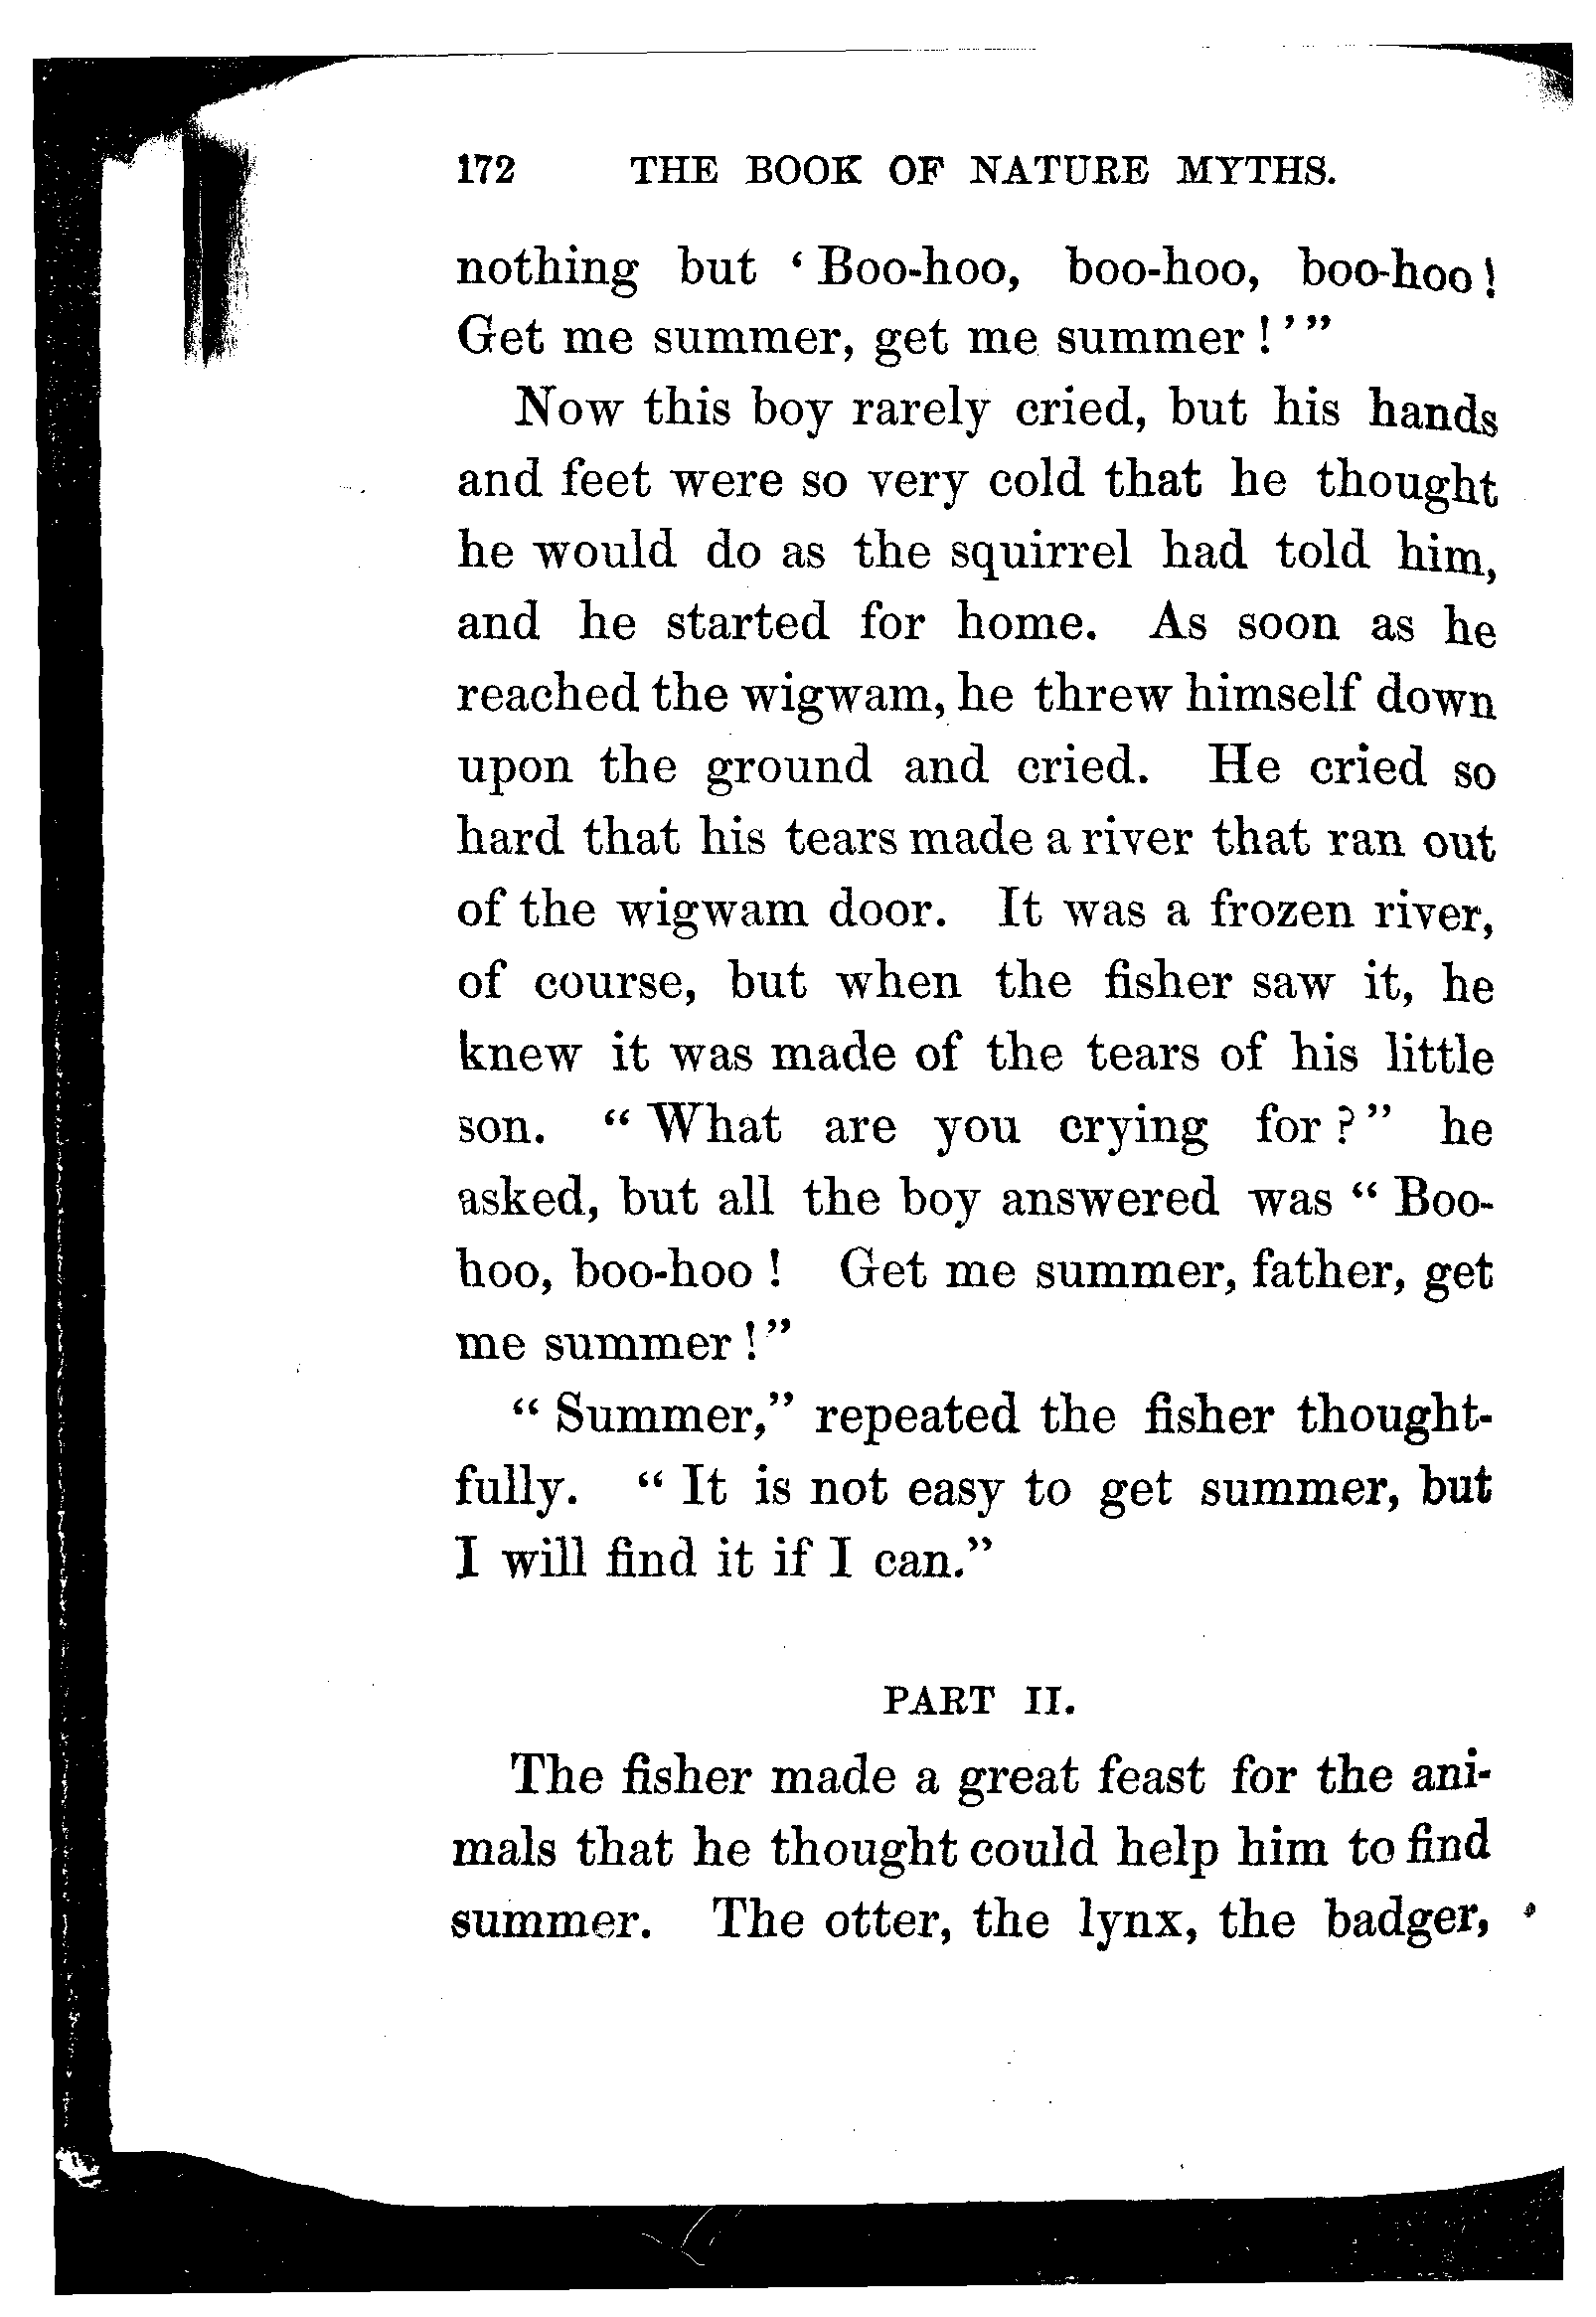 172 THE BOOK OF NATURE MYTHS.
nothing but ‘Boo-hoo, boo-hoo, boo-hoo!
Get me summer, get me summer!’”
Now this boy rarely cried, but his hands
and feet were so very cold that he thought
he would do as the squirrel had told him,
and he started for home. As soon as he
reached the wigwam, he threw himself down
upon the ground and cried. He cried so
hard that his tears made a river that ran out
of the wigwam door. It was a frozen river,
of course, but when the fisher saw it, he
knew it was made of the tears of his little
son. “What are you crying for?” he
asked, but all the boy answered was “Boo-
hoo, boo-hoo! Get me summer, father, get
me summer!”
“Summer,” repeated the fisher thought-
fully. “It is not easy to get summer, but
I will find it if I can.”
PART II.
The fisher made a great feast for the ani-
mals that he thought could help him to find
summer. The otter, the lynx, the badger,